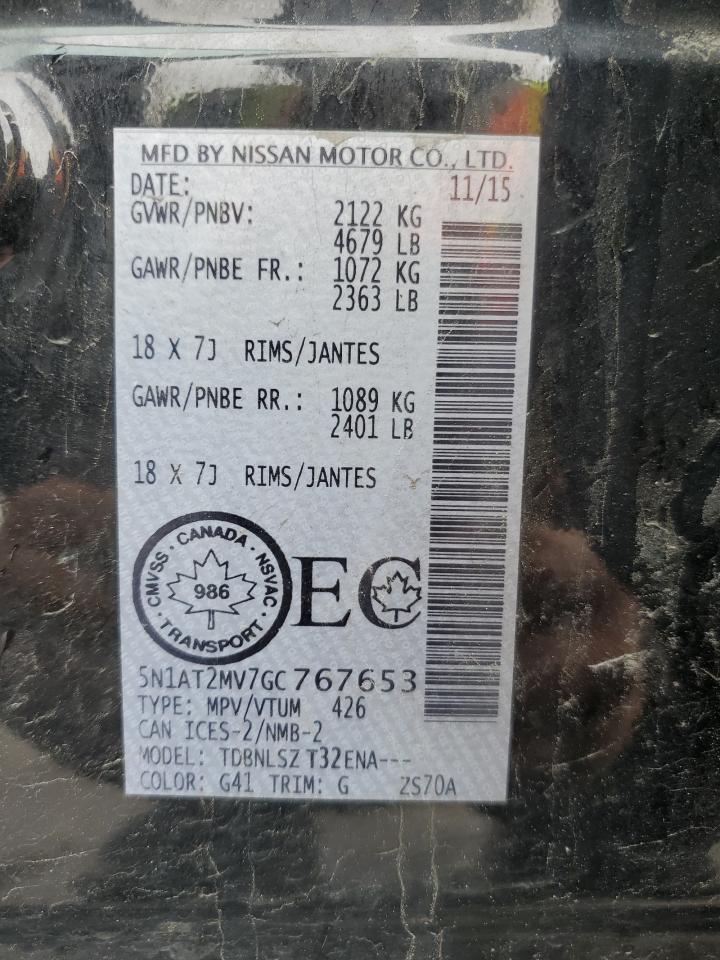 MFD BY NISSAN MOTOR CO., LTD.
DATE: 11/15
GVWR/PNBV: 2122 KG
4679 LB
GAWR/PNBE FR.: 1072 KG
2363 LB
18 X 7J RIMS/JANTES
GAWR/PNBE RR.: 1089 KG
2401 LB
18 X 7J RIMS/JANTES
CMVSS · CANADA · NSVAC · TRANSPORT ·
986
EC
5N1AT2MV7GC767653
TYPE: MPV/VTUM 426
CAN ICES-2/NMB-2
MODEL: TDBNLSZ T32ENA---
COLOR: G41 TRIM: G ZS70A